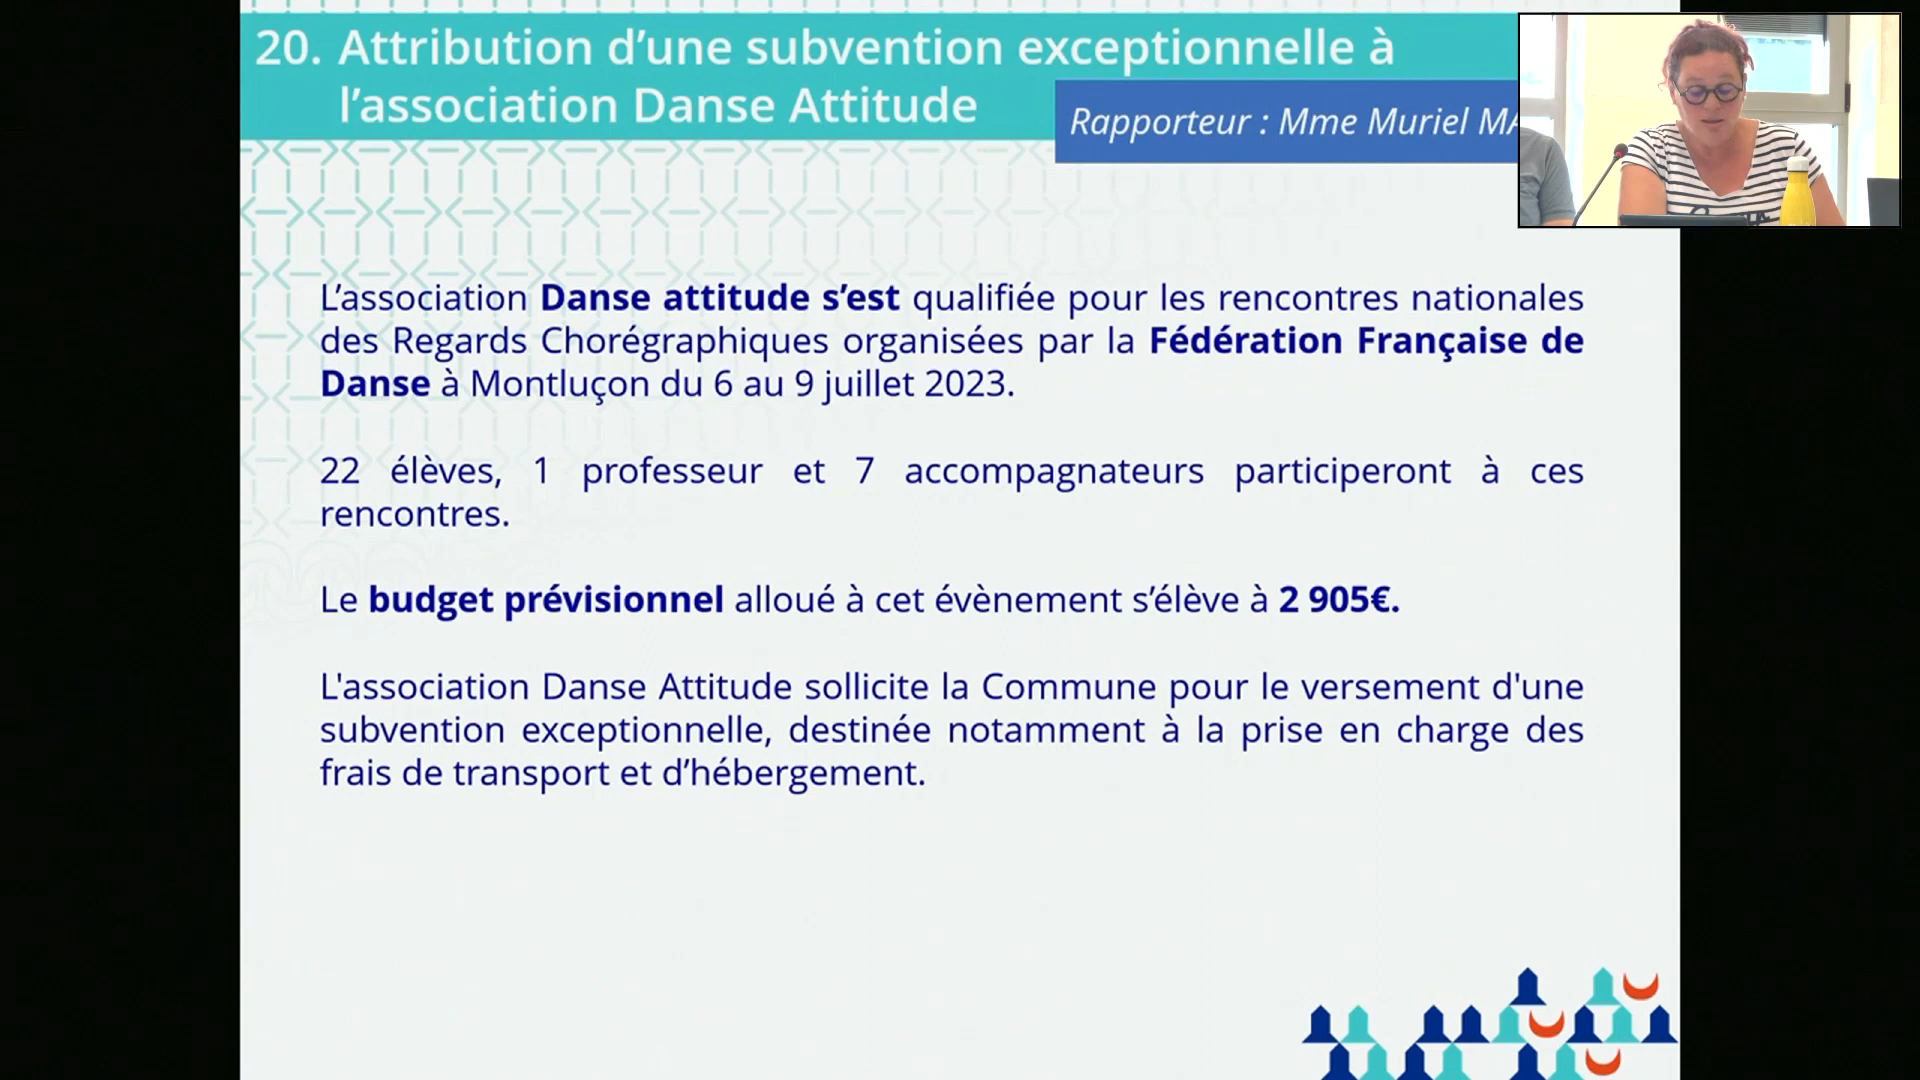 20. Attribution d’une subvention exceptionnelle à
l’association Danse Attitude
Rapporteur : Mme Muriel
L’association Danse attitude s’est qualifiée pour les rencontres nationales
des Regards Chorégraphiques organisées par la Fédération Française de
Danse à Montluçon du 6 au 9 juillet 2023.
22 élèves, 1 professeur et 7 accompagnateurs participeront à ces
rencontres.
Le budget prévisionnel alloué à cet évènement s’élève à 2 905€.
L'association Danse Attitude sollicite la Commune pour le versement d'une
subvention exceptionnelle, destinée notamment à la prise en charge des
frais de transport et d’hébergement.